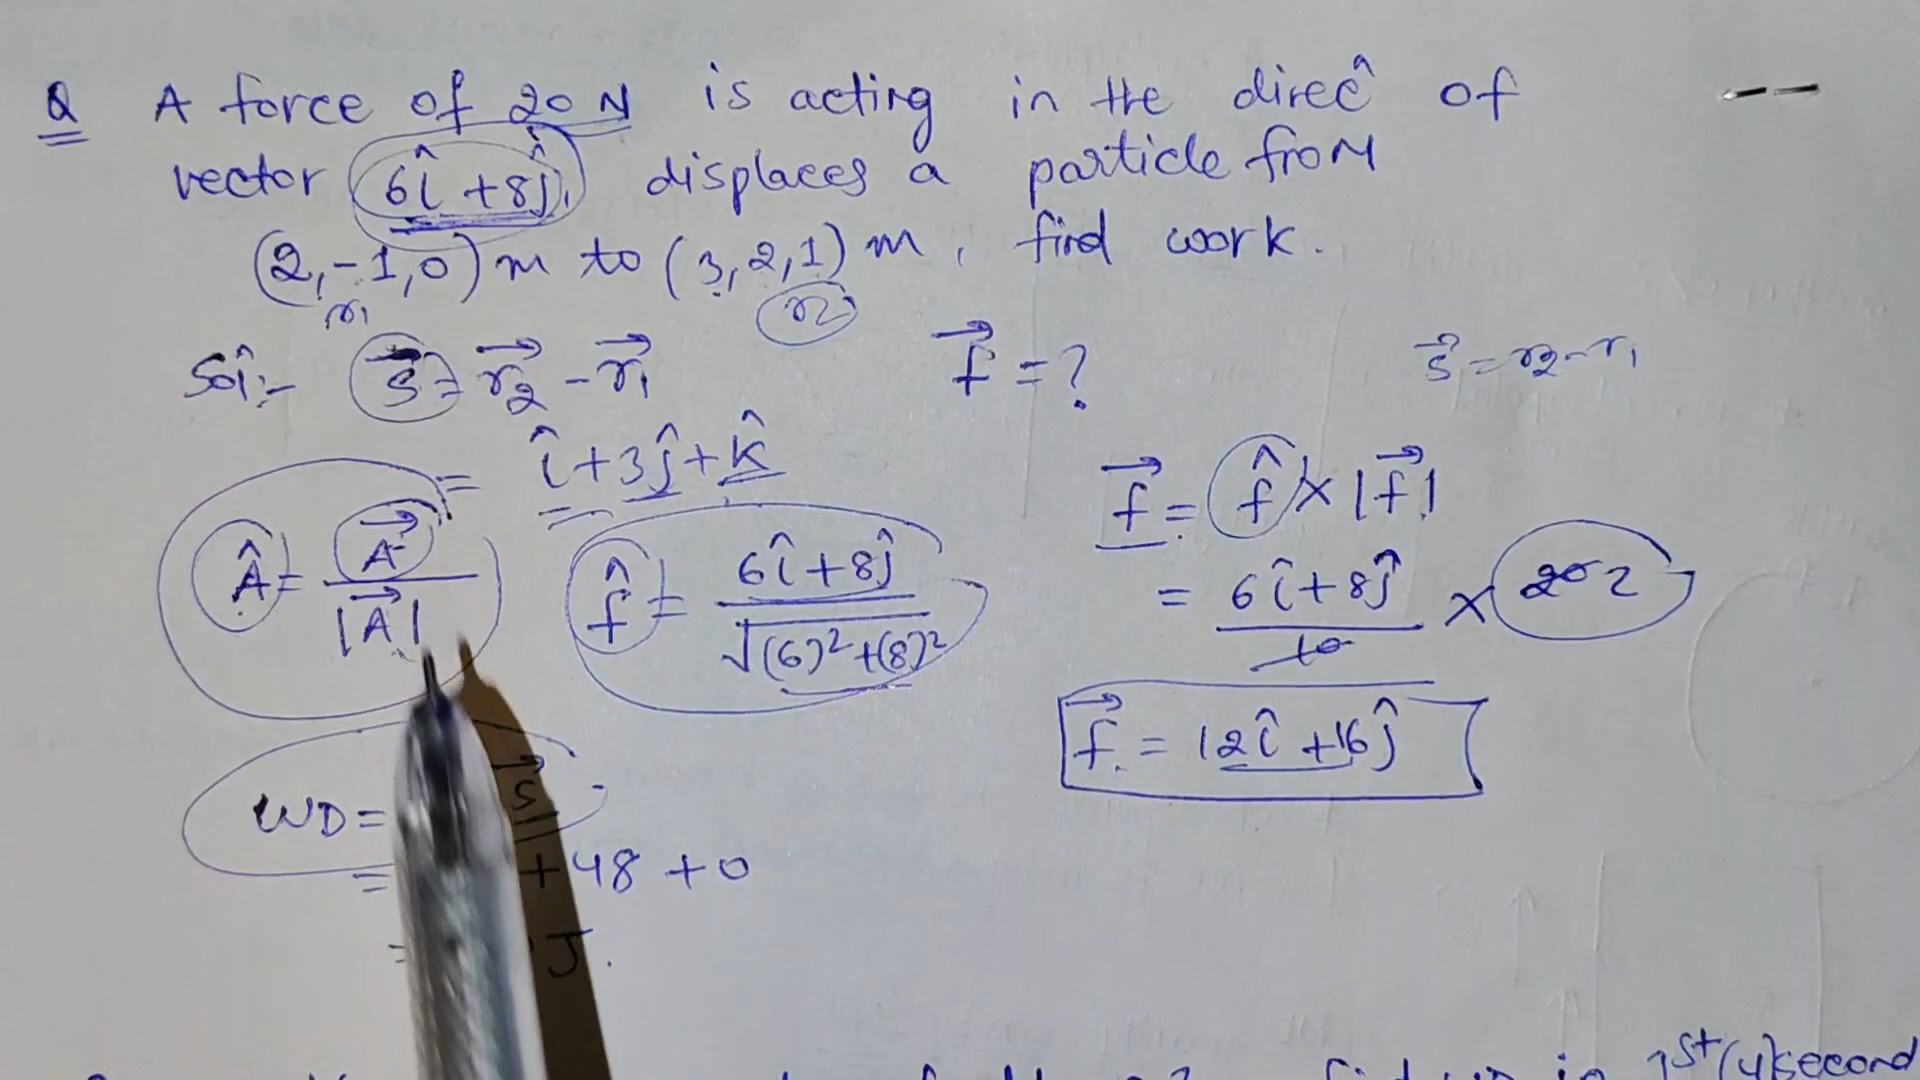 Q A force of 20 N is acting in the direcⁿ of
vector 6î + 8ĵ, displaces a particle from
(2, -1, 0) m to (3, 2, 1) m, find work.
r₁ r₂
Sol:- s⃗ = r⃗₂ - r⃗₁
= î + 3ĵ + k̂
f⃗ = ?
s⃗ = r₂ - r₁
 = A⃗ / |A⃗|
f̂ = 6î + 8ĵ / √(6)² + (8)²
f⃗ = f̂ × |f⃗|
= 6î + 8ĵ / 10 × 20 2
f⃗ = 12î + 16ĵ
WD = s⃗
= + 48 + 0
= J.
1st (4) second